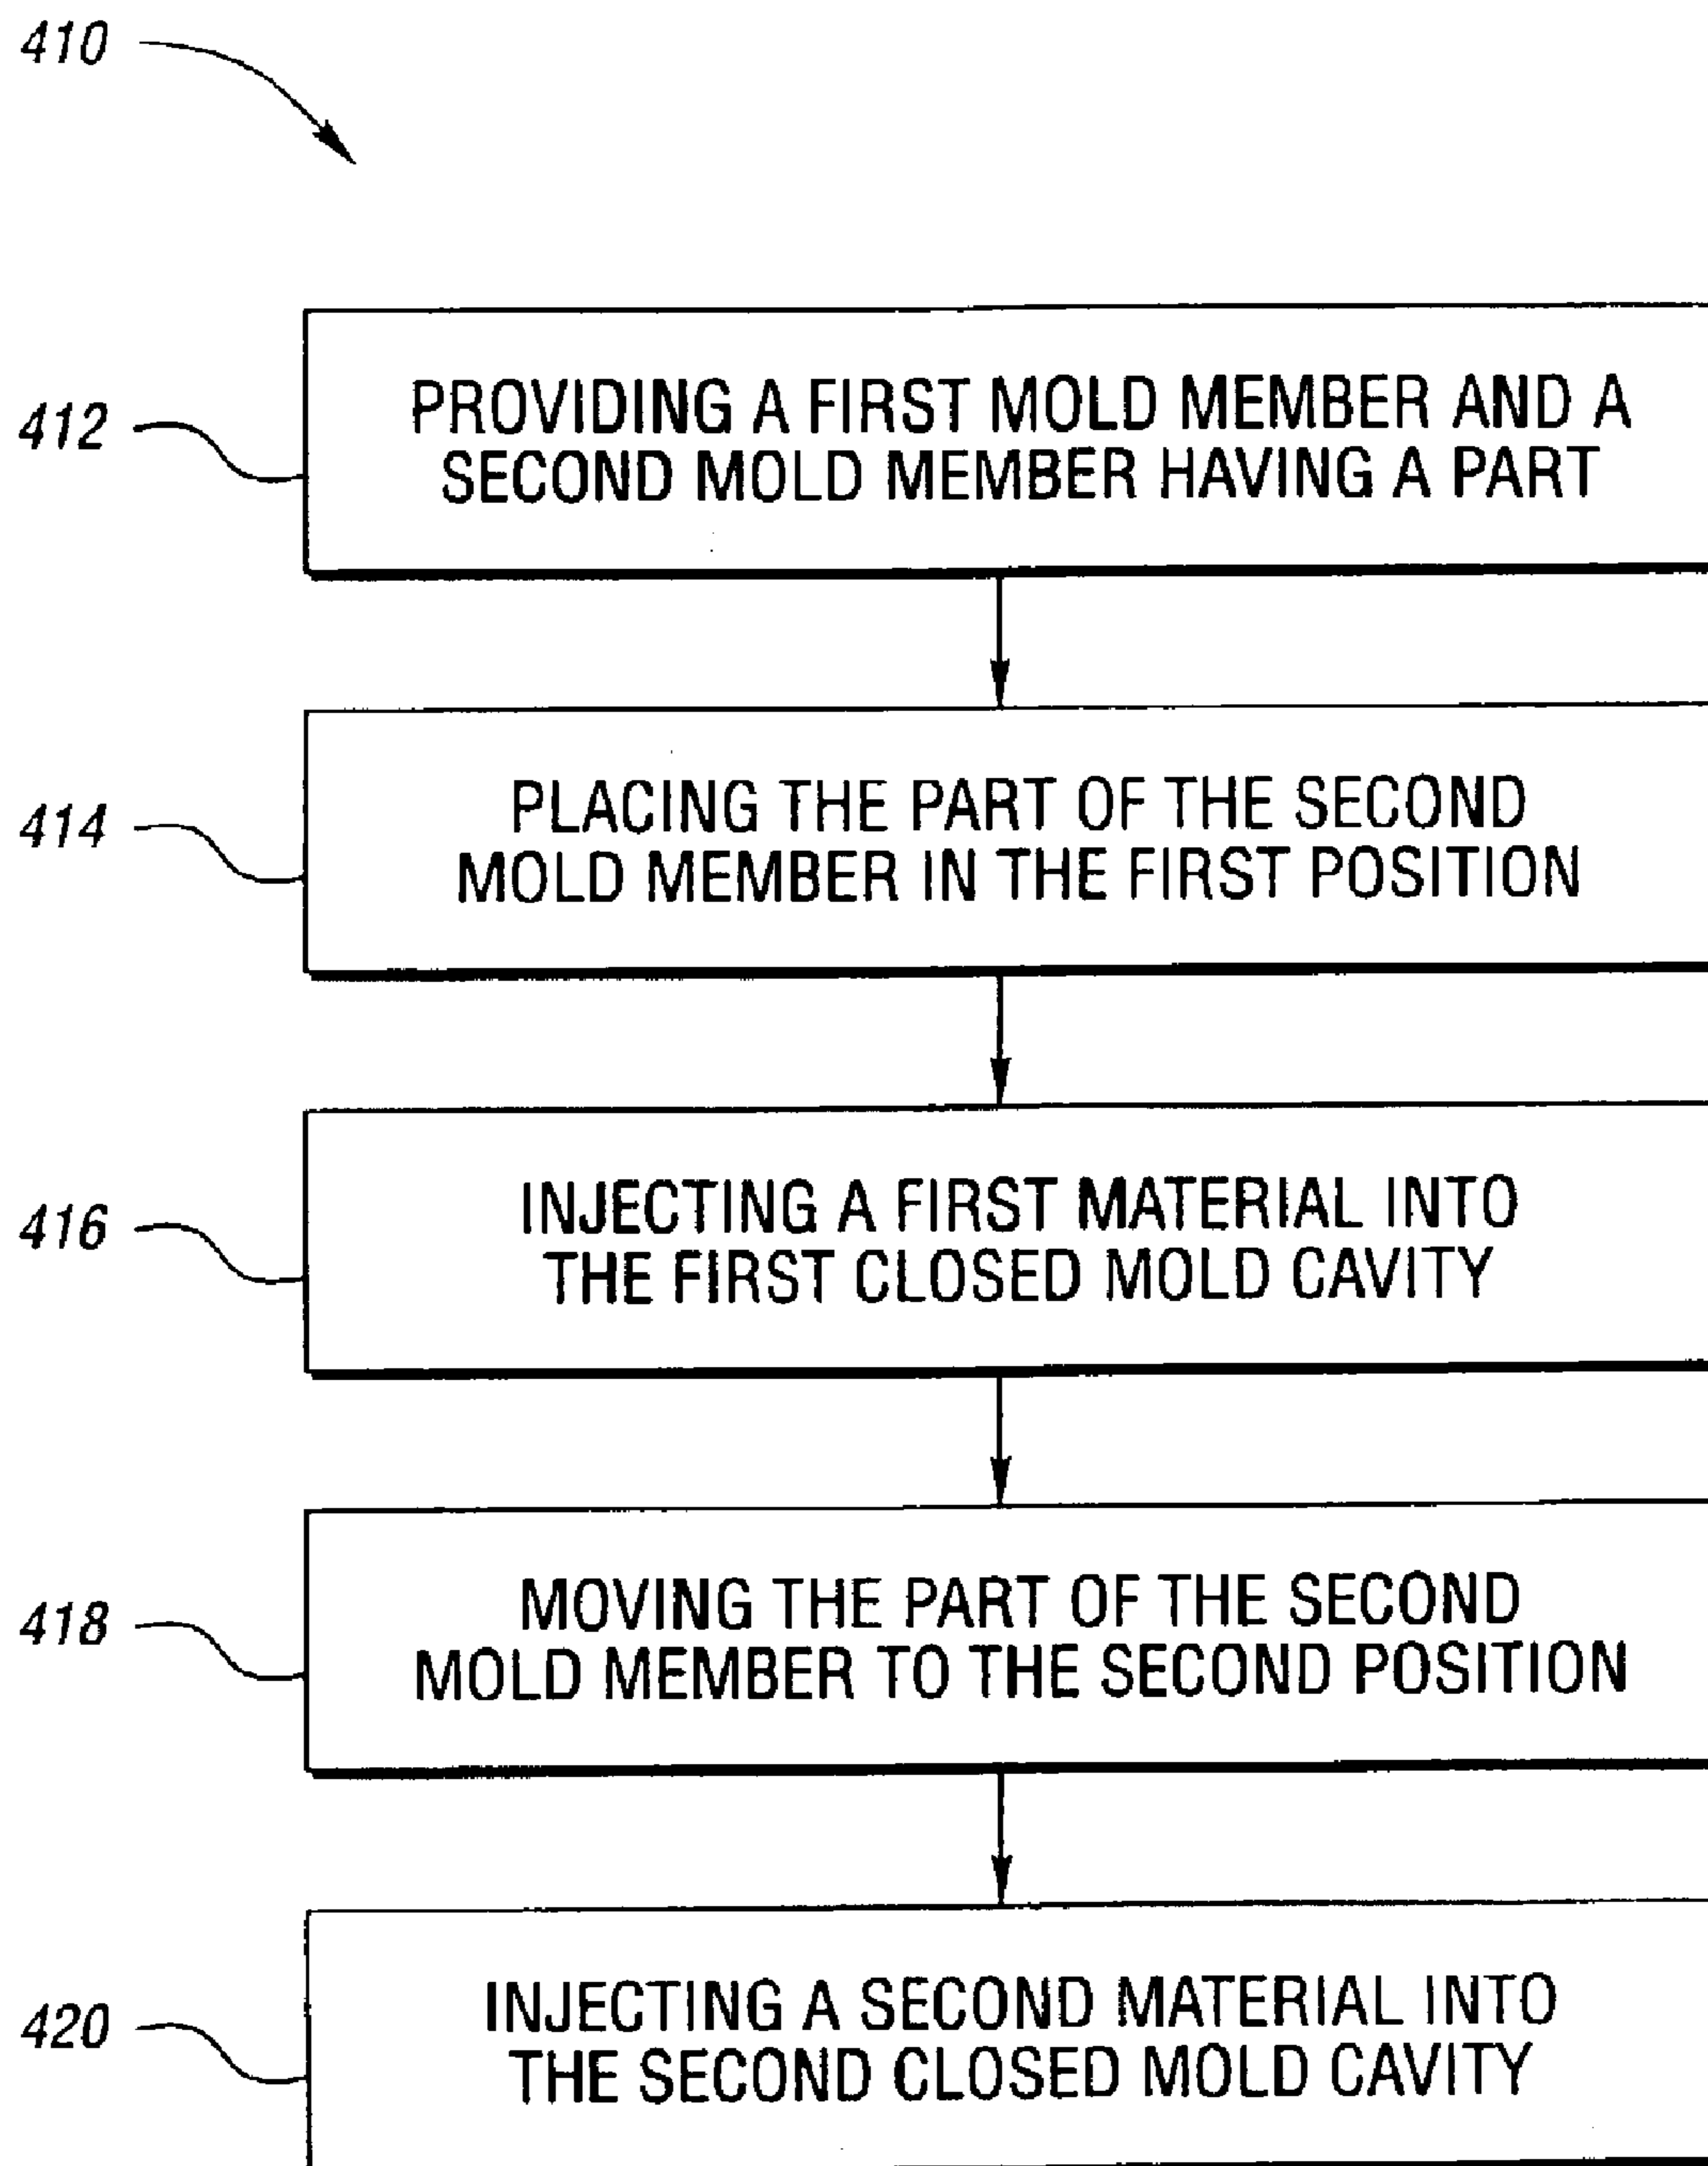 410
412
PROVIDING A FIRST MOLD MEMBER AND A
SECOND MOLD MEMBER HAVING A PART
414
PLACING THE PART OF THE SECOND
MOLD MEMBER IN THE FIRST POSITION
416
INJECTING A FIRST MATERIAL INTO
THE FIRST CLOSED MOLD CAVITY
418
MOVING THE PART OF THE SECOND
MOLD MEMBER TO THE SECOND POSITION
420
INJECTING A SECOND MATERIAL INTO
THE SECOND CLOSED MOLD CAVITY